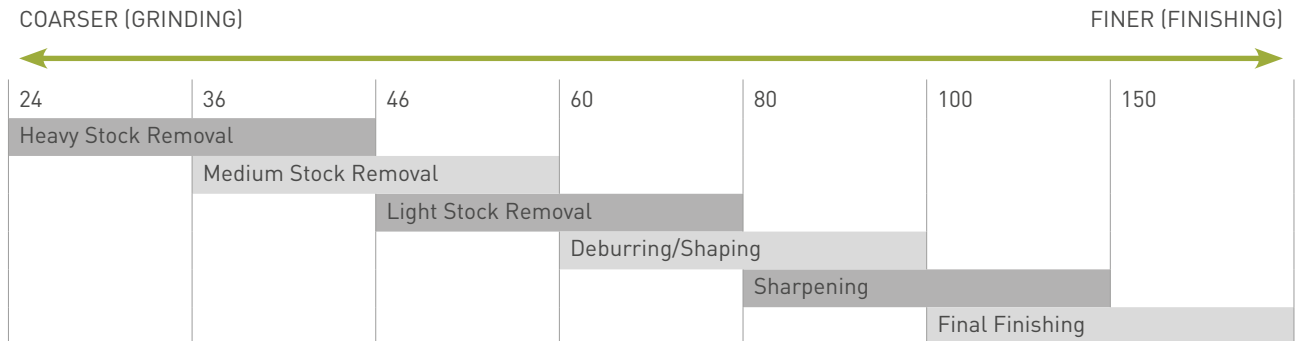 COARSER (GRINDING) FINER (FINISHING)
24 36 46 60 80 100 150
Heavy Stock Removal
Medium Stock Removal
Light Stock Removal
Deburring/Shaping
Sharpening
Final Finishing